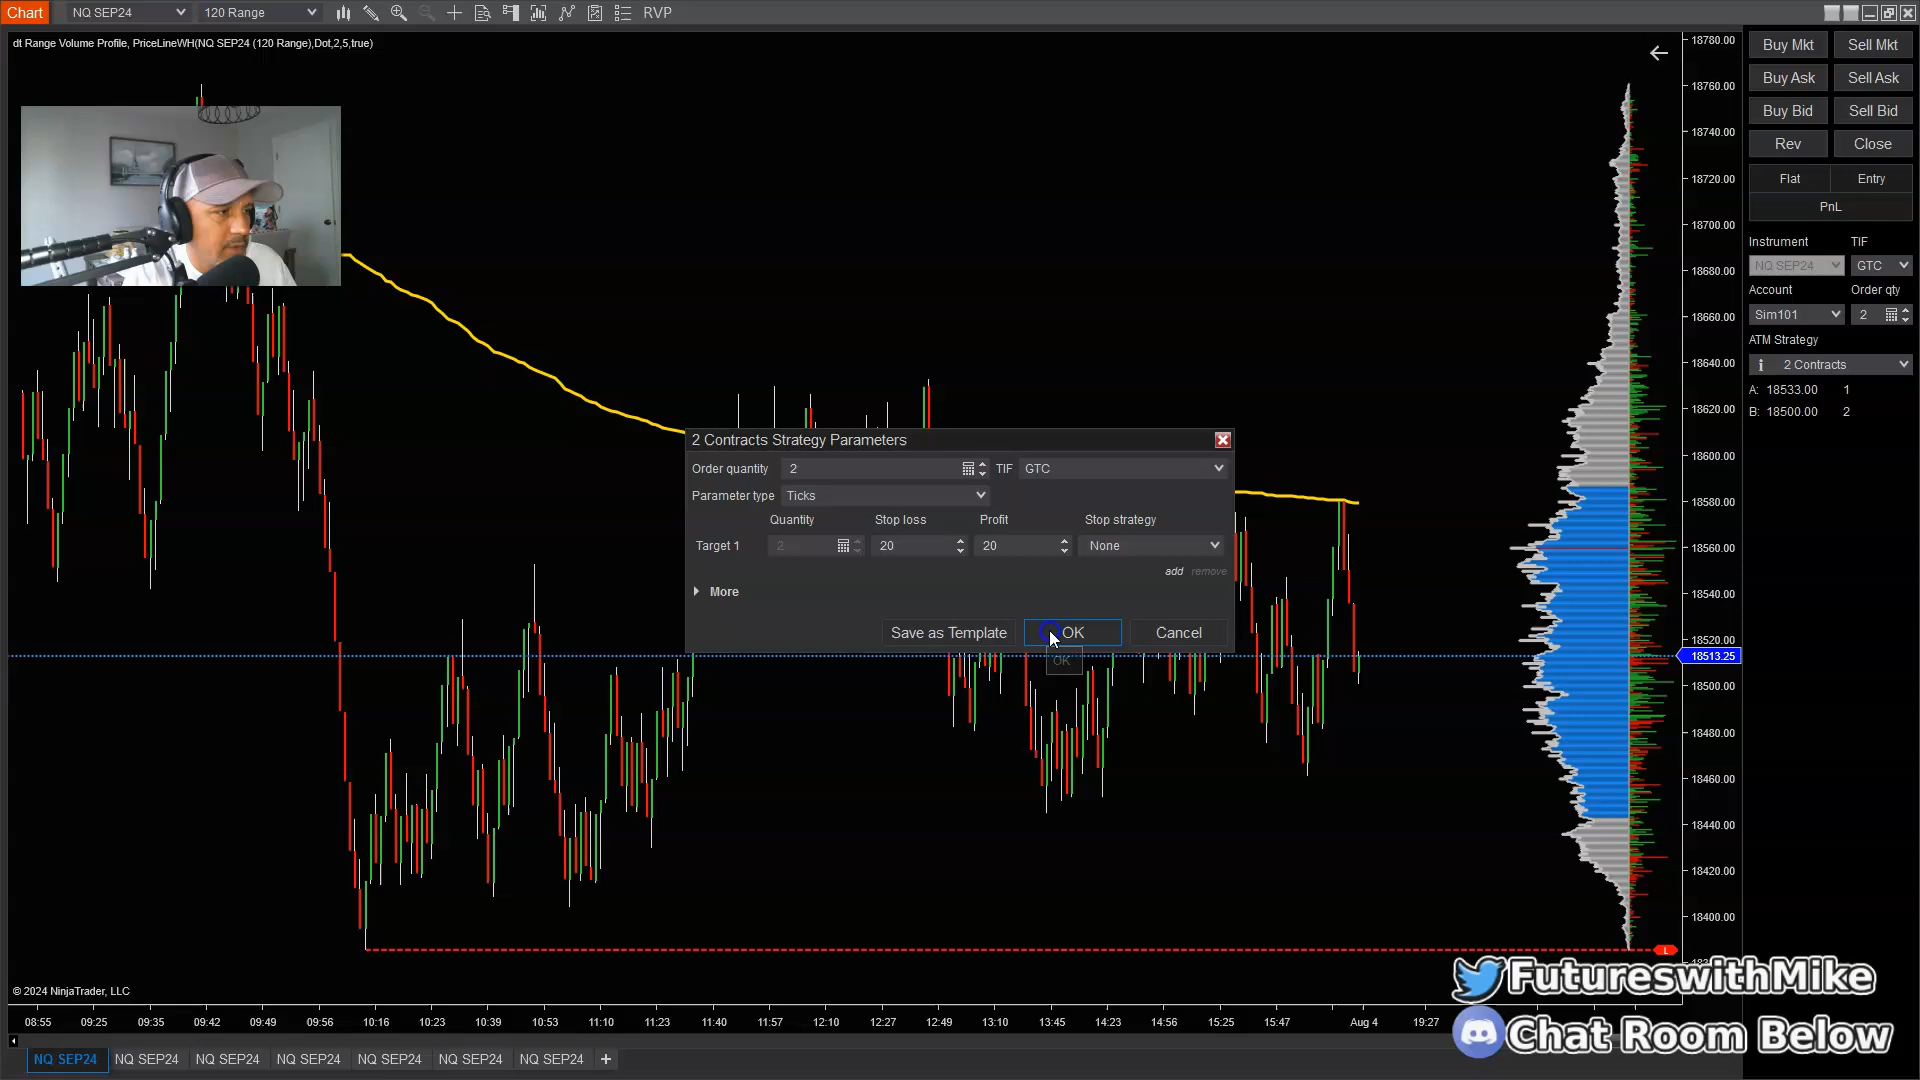 Chart
NQ SEP24
120 Range
RVP
dt Range Volume Profile, PriceLineWH(NQ SEP24 (120 Range),Dot,2,5,true)
18780.00
18760.00
18740.00
18720.00
18700.00
18680.00
18660.00
18640.00
18620.00
18600.00
18580.00
18560.00
18540.00
18520.00
18513.25
18500.00
18480.00
18460.00
18440.00
18420.00
18400.00
L
Buy Mkt
Sell Mkt
Buy Ask
Sell Ask
Buy Bid
Sell Bid
Rev
Close
Flat
Entry
PnL
Instrument
TIF
NQ SEP24
GTC
Account
Order qty
Sim101
2
ATM Strategy
i
2 Contracts
A: 18533.00 1
B: 18500.00 2
2 Contracts Strategy Parameters
Order quantity
2
TIF
GTC
Parameter type
Ticks
Quantity
Stop loss
Profit
Stop strategy
Target 1
2
20
20
None
add
remove
More
Save as Template
OK
Cancel
OK
© 2024 NinjaTrader, LLC
08:55
09:25
09:35
09:42
09:49
09:56
10:16
10:23
10:39
10:53
11:10
11:23
11:40
11:57
12:10
12:27
12:49
13:10
13:45
14:23
14:56
15:25
15:47
Aug 4
19:27
FutureswithMike
Chat Room Below
NQ SEP24
NQ SEP24
NQ SEP24
NQ SEP24
NQ SEP24
NQ SEP24
NQ SEP24
+